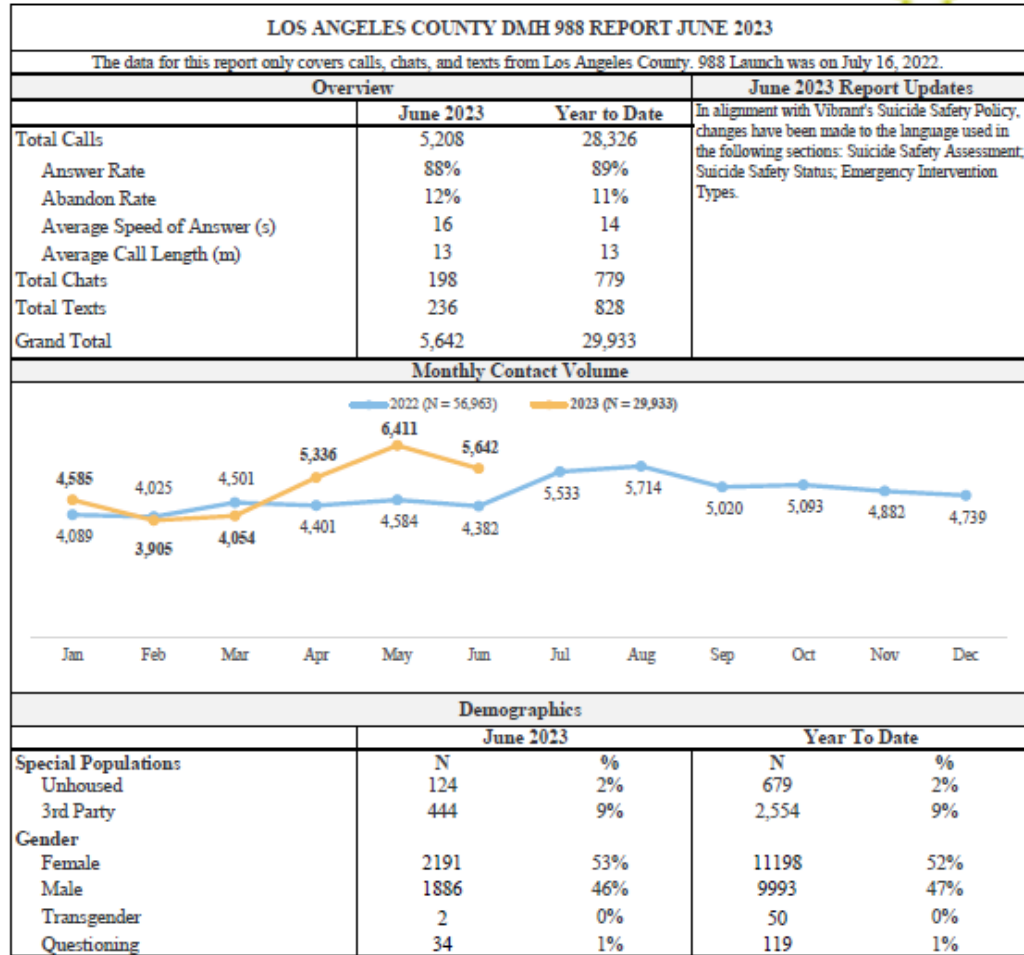 LOS ANGELES COUNTY DMH 988 REPORT JUNE 2023
The data for this report only covers calls, chats, and texts from Los Angeles County. 988 Launch was on July 16, 2022.
Overview
June 2023 Year to Date
Total Calls 5,208 28,326
Answer Rate 88% 89%
Abandon Rate 12% 11%
Average Speed of Answer (s) 16 14
Average Call Length (m) 13 13
Total Chats 198 779
Total Texts 236 828
Grand Total 5,642 29,933
June 2023 Report Updates
In alignment with Vibrant's Suicide Safety Policy,
changes have been made to the language used in
the following sections: Suicide Safety Assessment;
Suicide Safety Status; Emergency Intervention
Types.
Monthly Contact Volume
2022 (N = 56,963) 2023 (N = 29,933)
4,585 3,905 4,054 5,336 6,411 5,642
4,089 4,025 4,501 4,401 4,584 4,382 5,533 5,714 5,020 5,093 4,882 4,739
Jan Feb Mar Apr May Jun Jul Aug Sep Oct Nov Dec
Demographics
June 2023 Year To Date
Special Populations N % N %
Unhoused 124 2% 679 2%
3rd Party 444 9% 2,554 9%
Gender
Female 2191 53% 11198 52%
Male 1886 46% 9993 47%
Transgender 2 0% 50 0%
Questioning 34 1% 119 1%